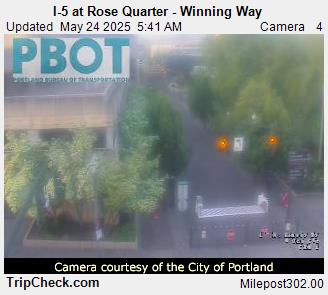 I-5 at Rose Quarter - Winning Way
Updated May 24 2025 5:41 AM Camera 4
PBOT
PORTLAND BUREAU OF TRANSPORTATION
Camera courtesy of the City of Portland
TripCheck.com Milepost302.00